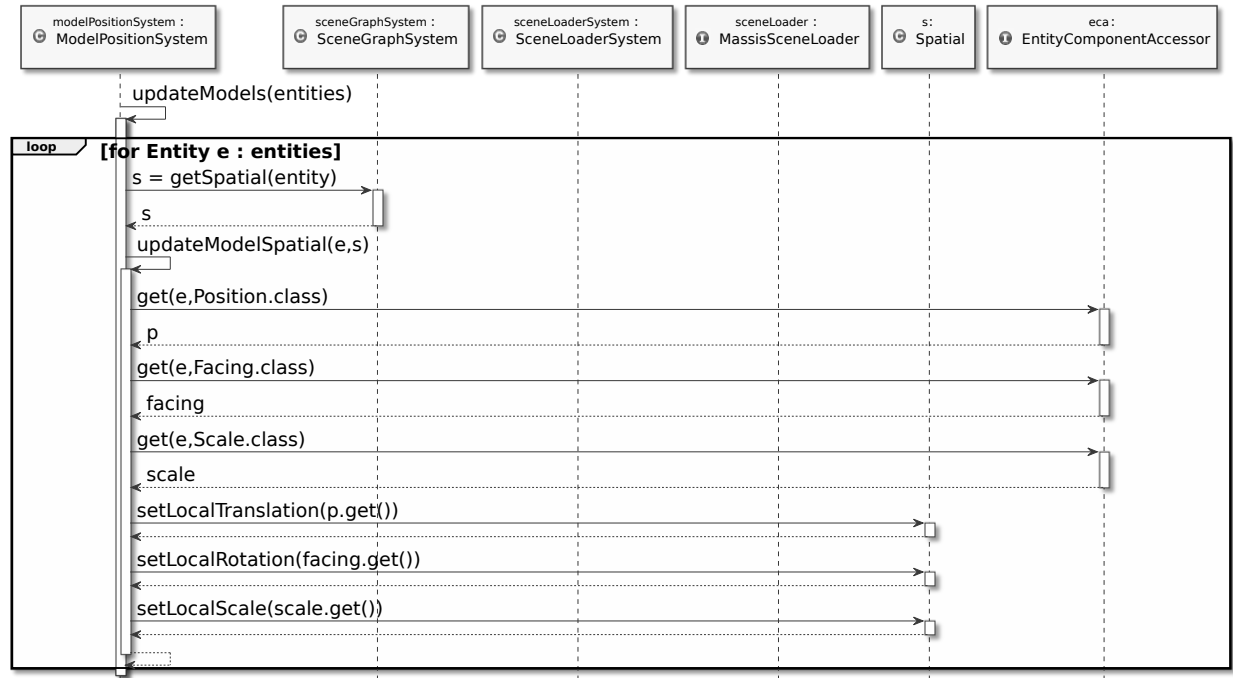 modelPositionSystem :
ModelPositionSystem
sceneGraphSystem :
SceneGraphSystem
sceneLoaderSystem :
SceneLoaderSystem
sceneLoader :
MassisSceneLoader
s:
Spatial
eca:
EntityComponentAccessor
updateModels(entities)
loop
[for Entity e : entities]
s = getSpatial(entity)
s
updateModelSpatial(e,s)
get(e,Position.class)
p
get(e,Facing.class)
facing
get(e,Scale.class)
scale
setLocalTranslation(p.get())
setLocalRotation(facing.get())
setLocalScale(scale.get())